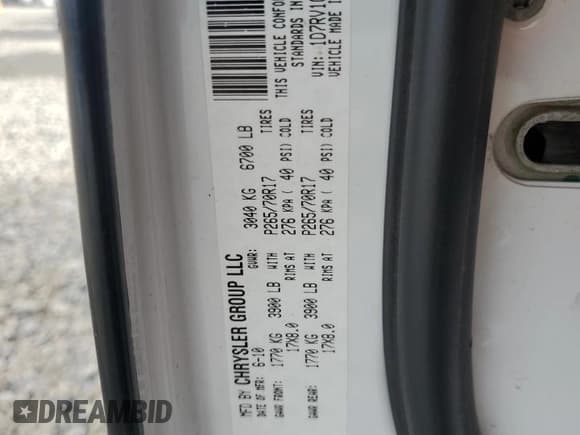 MFD BY CHRYSLER GROUP LLC
DATE OF MFR: 6-10 GVWR: 3040 KG 6700 LB
GAWR FRONT: 1770 KG 3900 LB WITH P265/70R17 TIRES
17X8.0 RIMS AT 276 KPA ( 40 PSI) COLD
GAWR REAR: 1770 KG 3900 LB WITH P265/70R17 TIRES
17X8.0 RIMS AT 276 KPA ( 40 PSI) COLD
THIS VEHICLE CONFO
STANDARDS IN
VIN: 1D7RV1
VEHICLE MADE I
DREAMBID